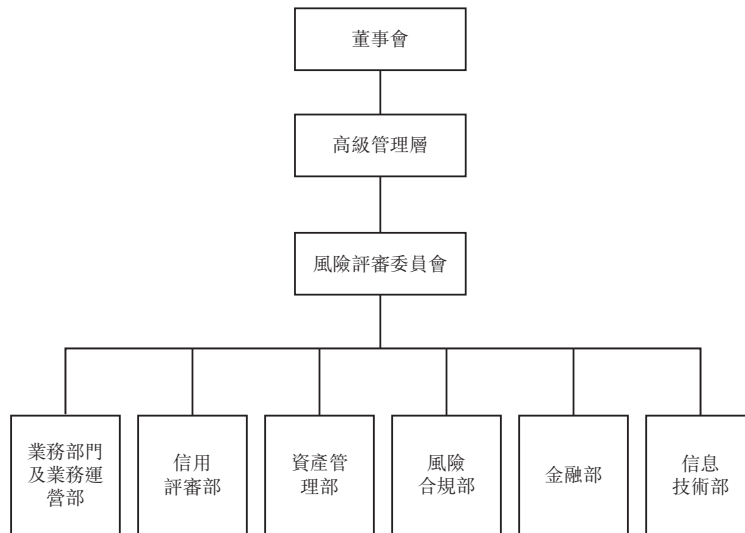 董事會
高級管理層
風險評審委員會
業務部門
及業務運
營部
信用
評審部
資產管
理部
風險
合規部
金融部
信息
技術部